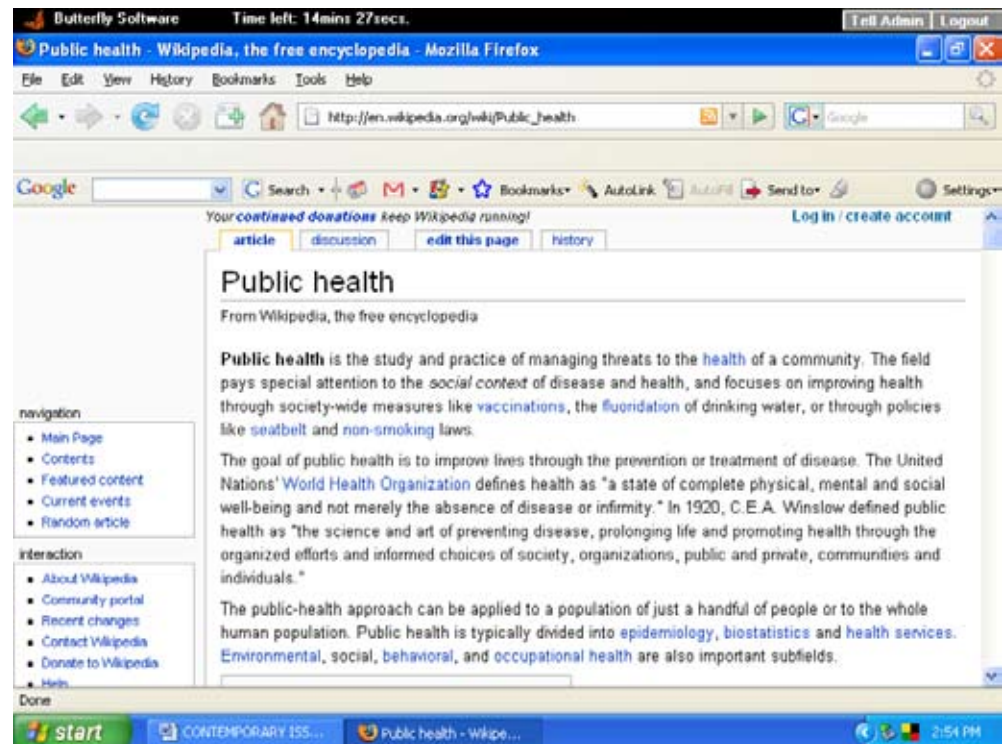 Butterfly Software Time left: 14mins 27secs. Tell Admin Logout
Public health - Wikipedia, the free encyclopedia - Mozilla Firefox
File Edit View History Bookmarks Tools Help
http://en.wikipedia.org/wiki/Public_health Google
Google Search Bookmarks AutoLink AutoFill Send to Settings
Your continued donations keep Wikipedia running! Log in / create account
article discussion edit this page history
Public health
From Wikipedia, the free encyclopedia
Public health is the study and practice of managing threats to the health of a community. The field
pays special attention to the social context of disease and health, and focuses on improving health
through society-wide measures like vaccinations, the fluoridation of drinking water, or through policies
like seatbelt and non-smoking laws.
The goal of public health is to improve lives through the prevention or treatment of disease. The United
Nations' World Health Organization defines health as "a state of complete physical, mental and social
well-being and not merely the absence of disease or infirmity." In 1920, C.E.A. Winslow defined public
health as "the science and art of preventing disease, prolonging life and promoting health through the
organized efforts and informed choices of society, organizations, public and private, communities and
individuals."
The public-health approach can be applied to a population of just a handful of people or to the whole
human population. Public health is typically divided into epidemiology, biostatistics and health services.
Environmental, social, behavioral, and occupational health are also important subfields.
navigation
Main Page
Contents
Featured content
Current events
Random article
interaction
About Wikipedia
Community portal
Recent changes
Contact Wikipedia
Donate to Wikipedia
Help
Done
start CONTEMPORARY ISS... Public health - Wikipe... 2:54 PM